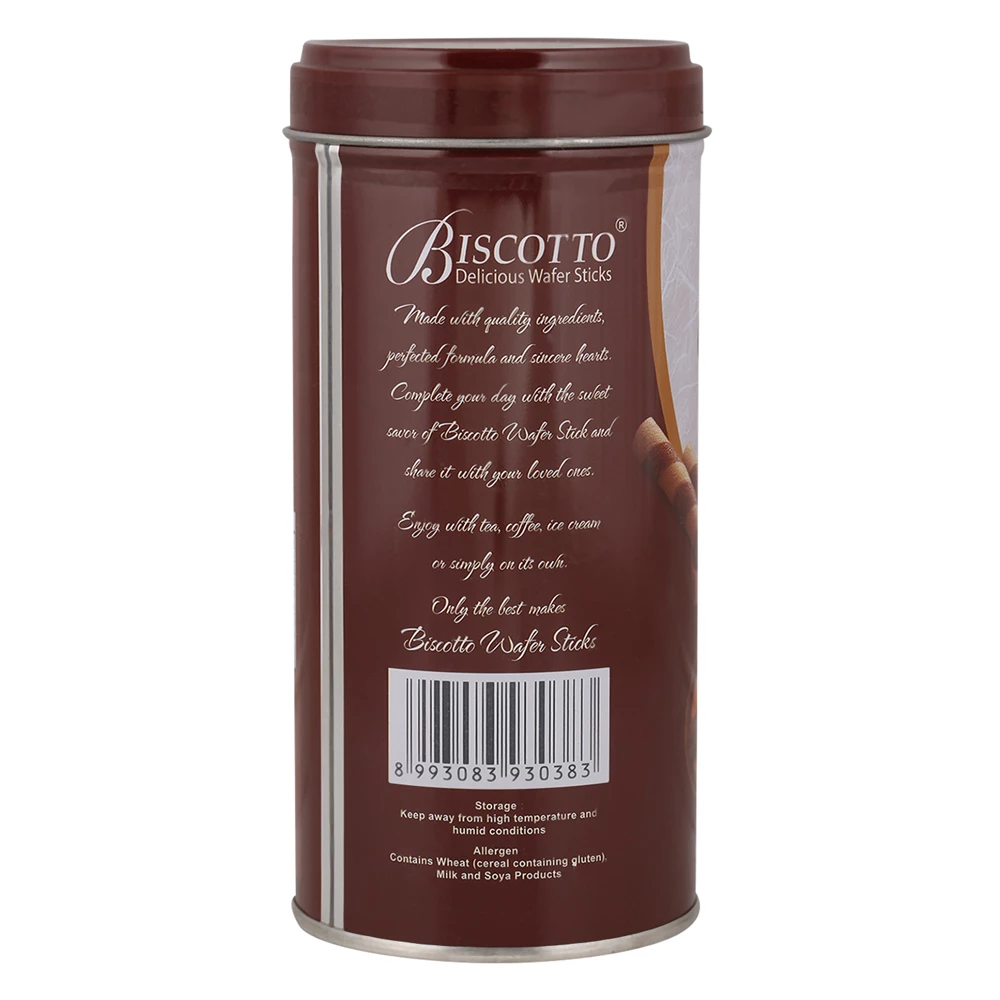 BISCOTTO®
Delicious Wafer Sticks
Made with quality ingredients,
perfected formula and sincere hearts.
Complete your day with the sweet
savor of Biscotto Wafer Stick and
share it with your loved ones.
Enjoy with tea, coffee, ice cream
or simply on its own.
Only the best makes
Biscotto Wafer Sticks
8 993083 930383
Storage :
Keep away from high temperature and
humid conditions
Allergen
Contains Wheat (cereal containing gluten),
Milk and Soya Products